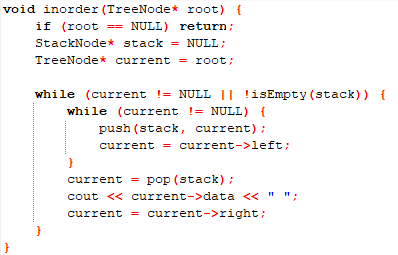 void inorder(TreeNode* root) {
    if (root == NULL) return;
    StackNode* stack = NULL;
    TreeNode* current = root;

    while (current != NULL || !isEmpty(stack)) {
        while (current != NULL) {
            push(stack, current);
            current = current->left;
        }
        current = pop(stack);
        cout << current->data << " ";
        current = current->right;
    }
}